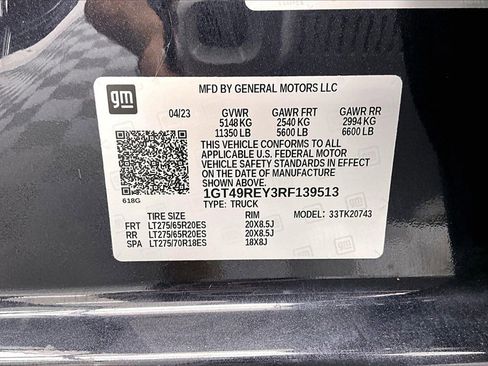 gm
MFD BY GENERAL MOTORS LLC
04/23 GVWR GAWR FRT GAWR RR
5148 KG 2540 KG 2994 KG
11350 LB 5600 LB 6600 LB
THIS VEHICLE CONFORMS TO ALL
APPLICABLE U.S. FEDERAL MOTOR
VEHICLE SAFETY STANDARDS IN EFFECT
ON THE DATE OF MANUFACTURE
SHOWN ABOVE.
618G
1GT49REY3RF139513
TYPE: TRUCK
TIRE SIZE RIM MODEL: 33TK20743
FRT LT275/65R20ES 20X8.5J
RR LT275/65R20ES 20X8.5J
SPA LT275/70R18ES 18X8J